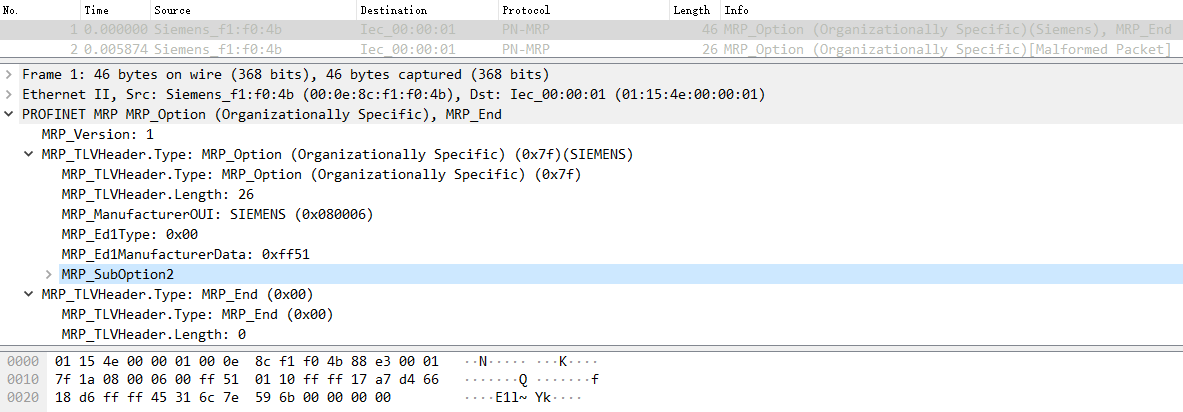 No. Time Source Destination Protocol Length Info
1 0.000000 Siemens_f1:f0:4b Iec_00:00:01 PN-MRP 46 MRP_Option (Organizationally Specific)(Siemens), MRP_End
2 0.005874 Siemens_f1:f0:4b Iec_00:00:01 PN-MRP 26 MRP_Option (Organizationally Specific)[Malformed Packet]
Frame 1: 46 bytes on wire (368 bits), 46 bytes captured (368 bits)
Ethernet II, Src: Siemens_f1:f0:4b (00:0e:8c:f1:f0:4b), Dst: Iec_00:00:01 (01:15:4e:00:00:01)
PROFINET MRP MRP_Option (Organizationally Specific), MRP_End
MRP_Version: 1
MRP_TLVHeader.Type: MRP_Option (Organizationally Specific) (0x7f)(SIEMENS)
MRP_TLVHeader.Type: MRP_Option (Organizationally Specific) (0x7f)
MRP_TLVHeader.Length: 26
MRP_ManufacturerOUI: SIEMENS (0x080006)
MRP_Ed1Type: 0x00
MRP_Ed1ManufacturerData: 0xff51
MRP_SubOption2
MRP_TLVHeader.Type: MRP_End (0x00)
MRP_TLVHeader.Type: MRP_End (0x00)
MRP_TLVHeader.Length: 0
0000 01 15 4e 00 00 01 00 0e 8c f1 f0 4b 88 e3 00 01 ··N····· ···K····
0010 7f 1a 08 00 06 00 ff 51 01 10 ff ff 17 a7 d4 66 ·······Q ·······f
0020 18 d6 ff ff 45 31 6c 7e 59 6b 00 00 00 00 ····E1l~ Yk····